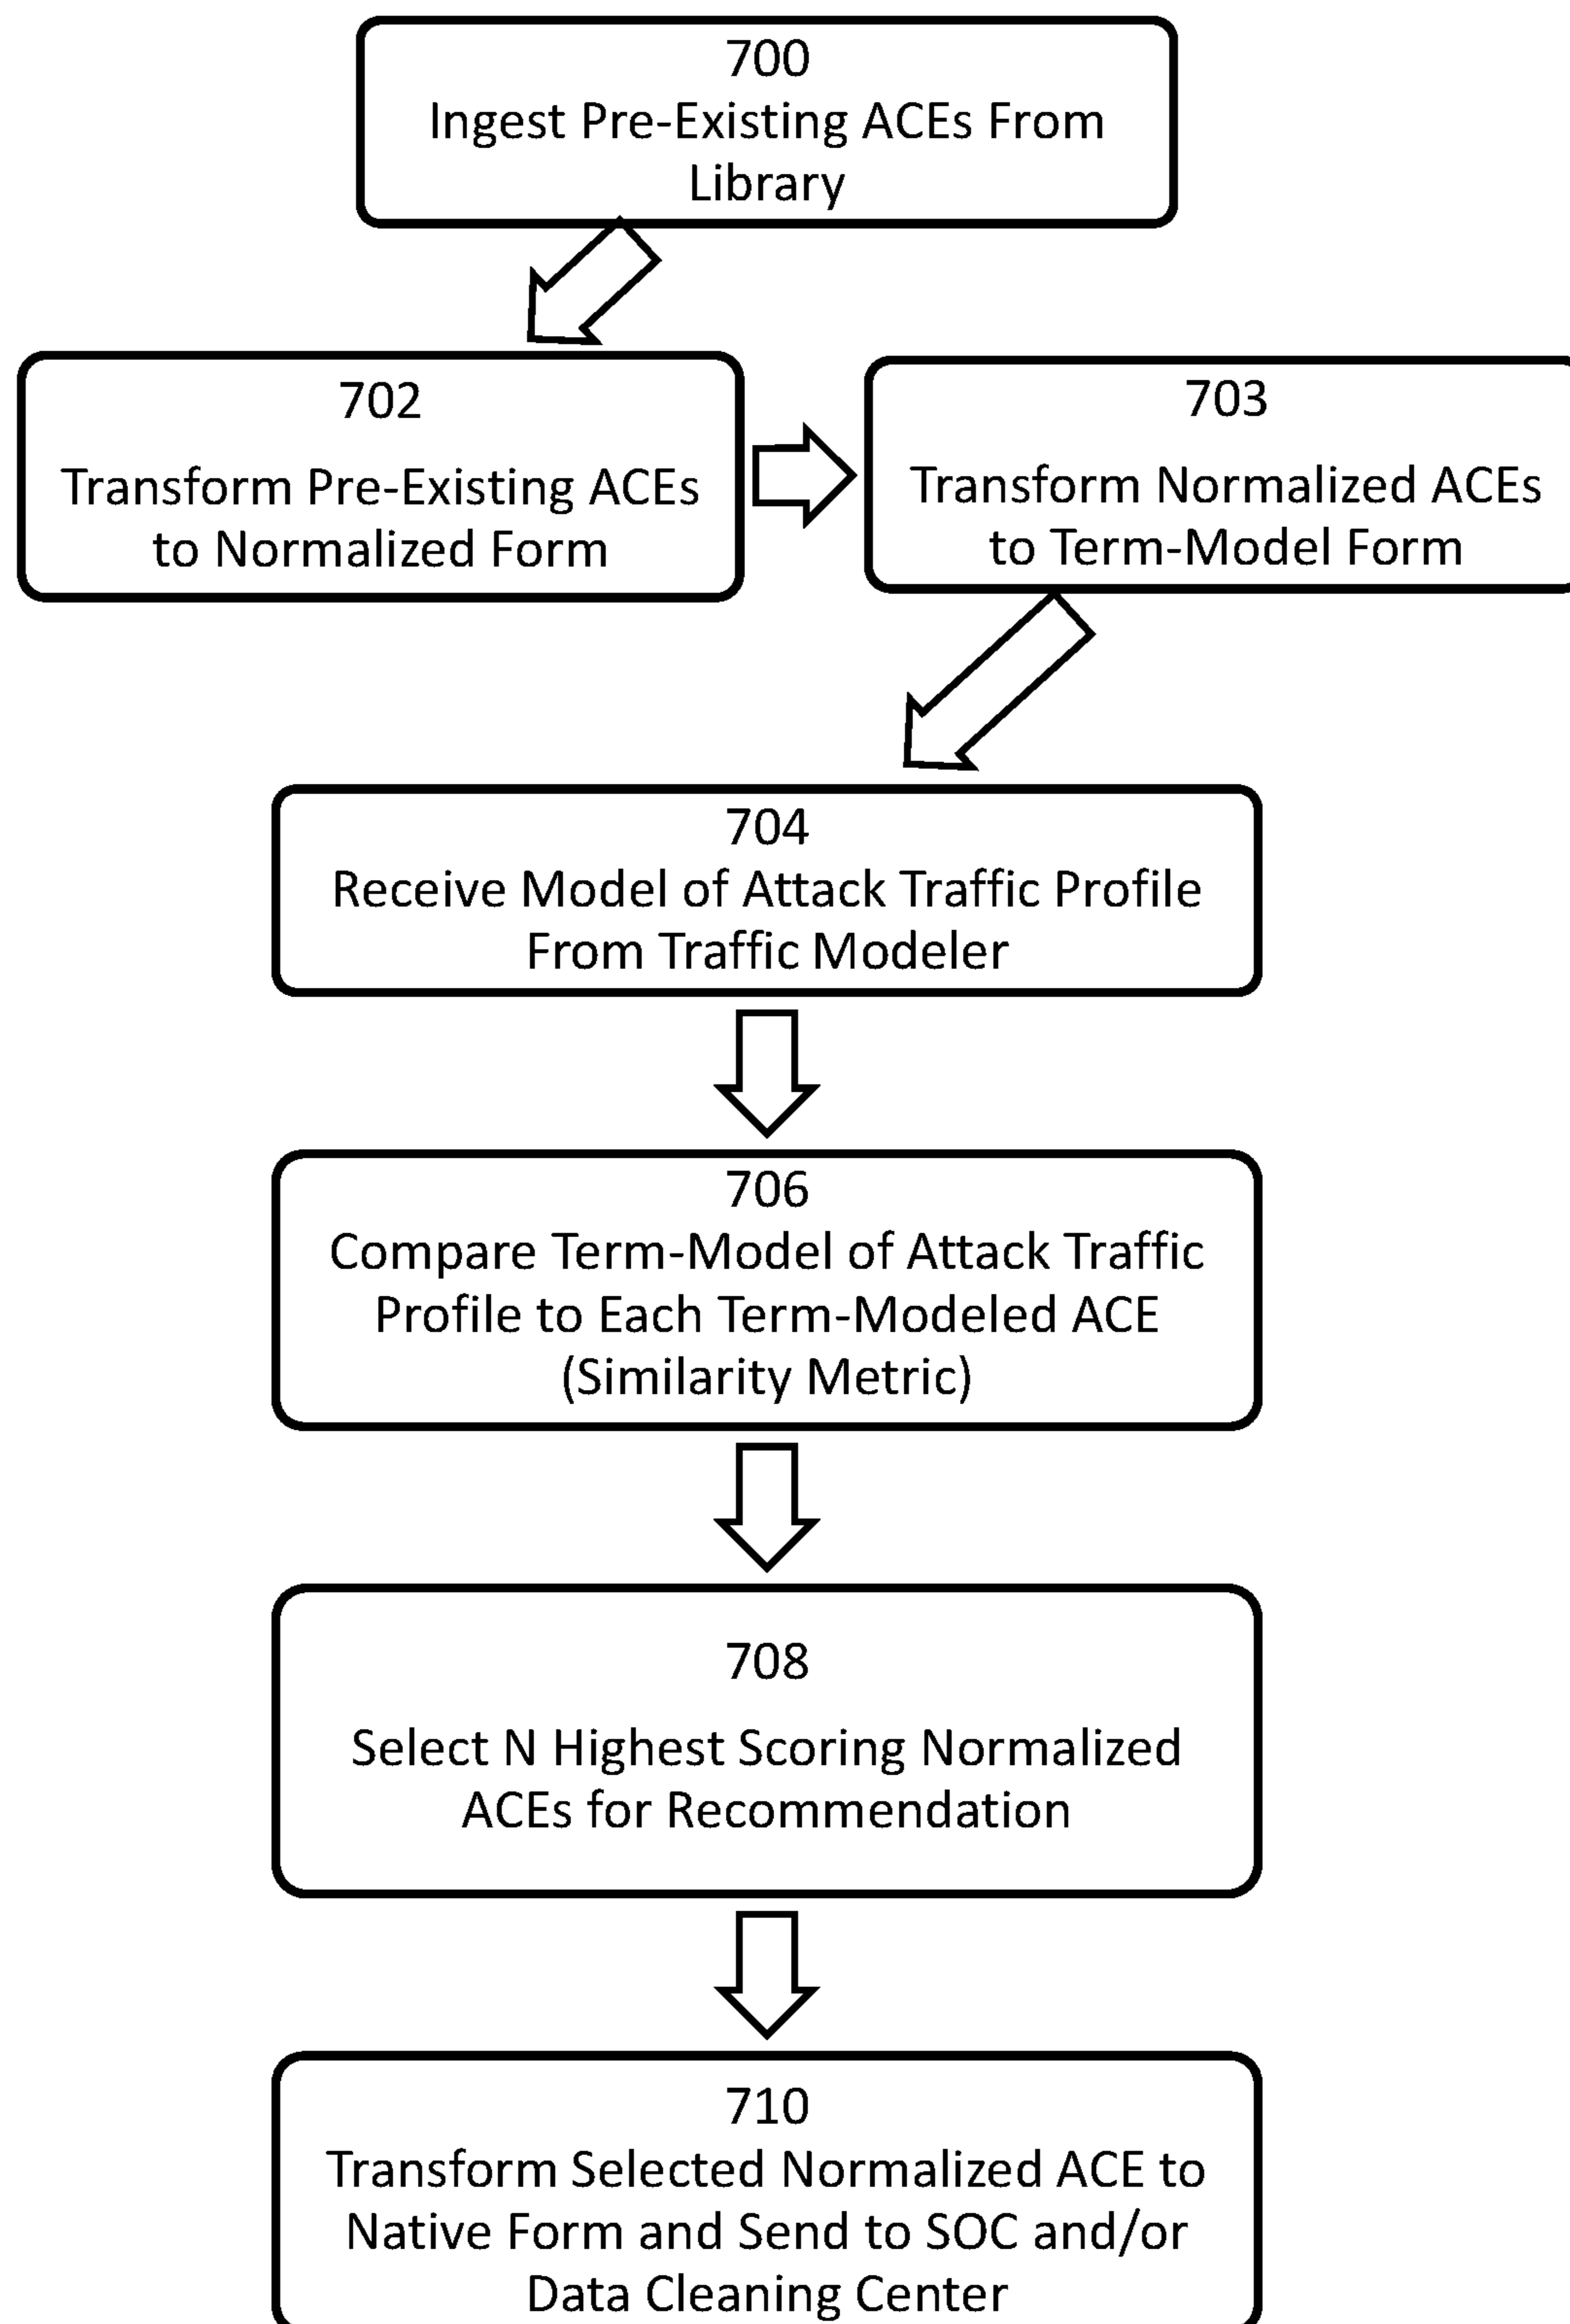 700
Ingest Pre-Existing ACEs From
Library
702
Transform Pre-Existing ACEs
to Normalized Form
703
Transform Normalized ACEs
to Term-Model Form
704
Receive Model of Attack Traffic Profile
From Traffic Modeler
706
Compare Term-Model of Attack Traffic
Profile to Each Term-Modeled ACE
(Similarity Metric)
708
Select N Highest Scoring Normalized
ACEs for Recommendation
710
Transform Selected Normalized ACE to
Native Form and Send to SOC and/or
Data Cleaning Center